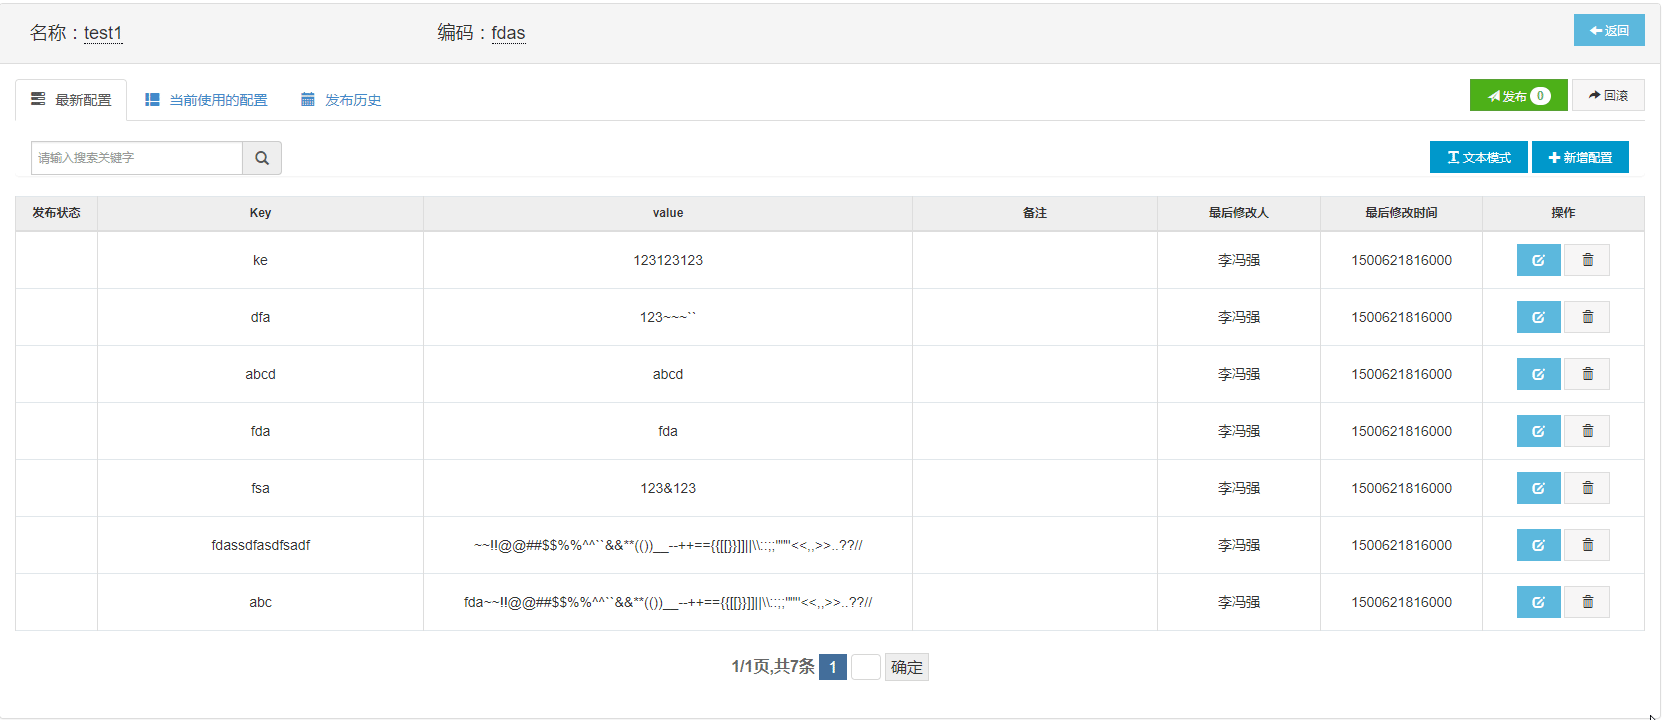 名称：test1 编码：fdas 返回
最新配置 当前使用的配置 发布历史 发布 0 回滚
请输入搜索关键字 文本模式 新增配置
发布状态 Key value 备注 最后修改人 最后修改时间 操作
ke 123123123 李冯强 1500621816000
dfa 123~~~`` 李冯强 1500621816000
abcd abcd 李冯强 1500621816000
fda fda 李冯强 1500621816000
fsa 123&123 李冯强 1500621816000
fdassdfasdfsadf ~~!!@@##$$%%^^``&&**(())__--++=={{[[}}]]||\\::;;"""<<,,>>..??// 李冯强 1500621816000
abc fda~~!!@@##$$%%^^``&&**(())__--++=={{[[}}]]||\\::;;"""<<,,>>..??// 李冯强 1500621816000
1/1页,共7条 1 确定